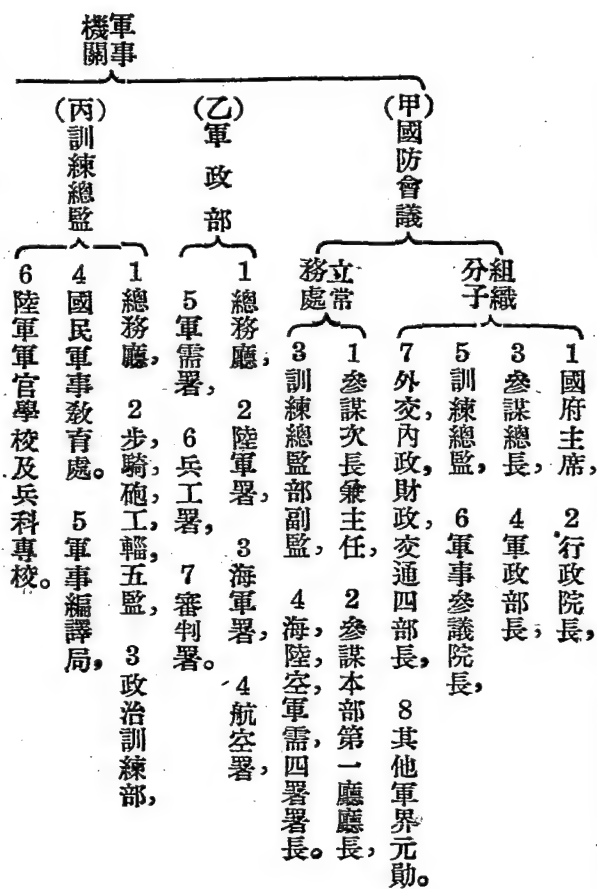 軍事機關
(甲)國防會議
組織分子
1國府主席, 2行政院長,
3參謀總長, 4軍政部長,
5訓練總監, 6軍事參議院長,
7外交,內政,財政,交通四部長, 8其他軍界元勛。
立常務處
1參謀次長兼主任, 2參謀本部第一廳廳長,
3訓練總監部副監, 4海,陸,空,軍需,四署署長。
(乙)軍政部
1總務廳, 2陸軍署, 3海軍署, 4航空署,
5軍需署, 6兵工署, 7審判署。
(丙)訓練總監
1總務廳, 2步,騎,砲,工,輜,五監, 3政治訓練部,
4國民軍事教育處。 5軍事編譯局,
6陸軍軍官學校及兵科專校。